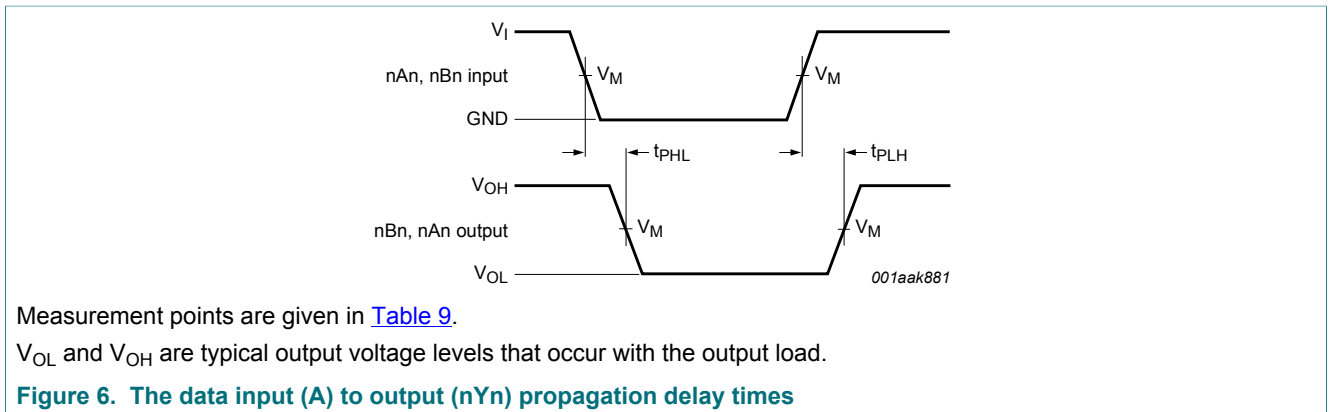 V_I
V_M V_M
nAn, nBn input
GND
t_PHL t_PLH
V_OH
nBn, nAn output V_M V_M
V_OL
001aak881
Measurement points are given in Table 9.
V_OL and V_OH are typical output voltage levels that occur with the output load.
Figure 6. The data input (A) to output (nYn) propagation delay times